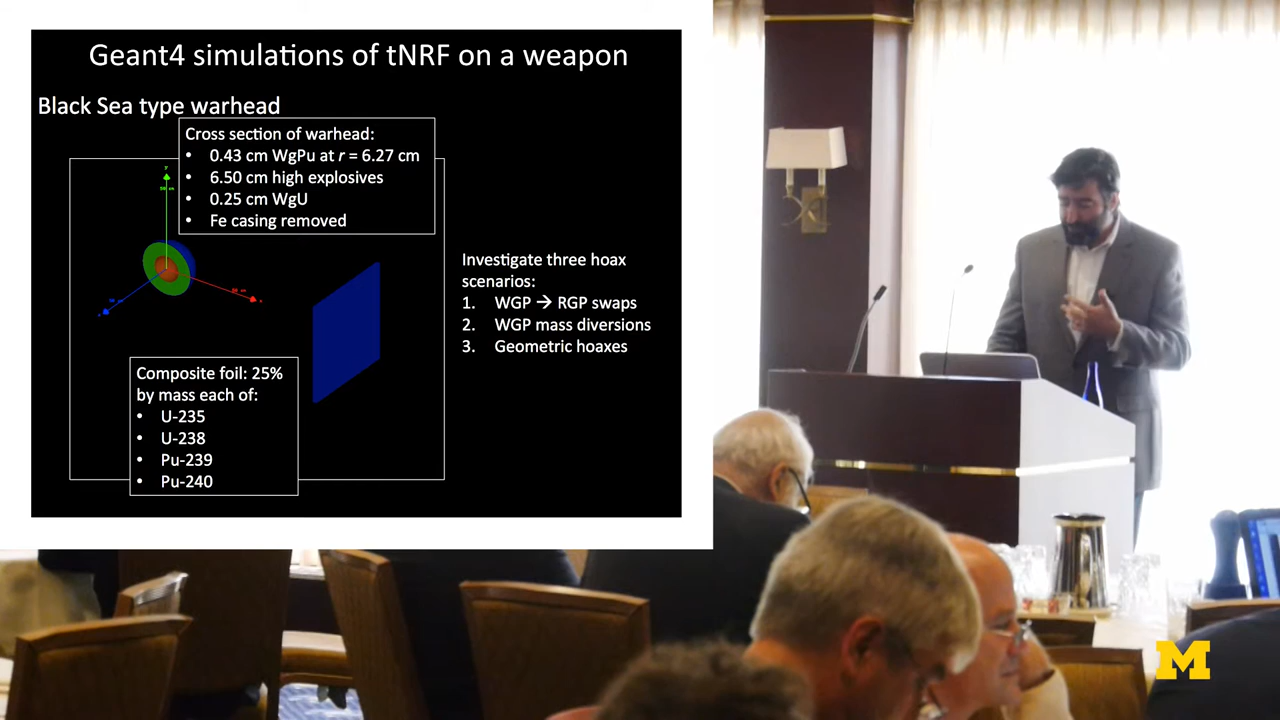 Geant4 simulations of tNRF on a weapon
Black Sea type warhead
Cross section of warhead:
• 0.43 cm WgPu at r = 6.27 cm
• 6.50 cm high explosives
• 0.25 cm WgU
• Fe casing removed
Investigate three hoax
scenarios:
1. WGP → RGP swaps
2. WGP mass diversions
3. Geometric hoaxes
Composite foil: 25%
by mass each of:
• U-235
• U-238
• Pu-239
• Pu-240
M